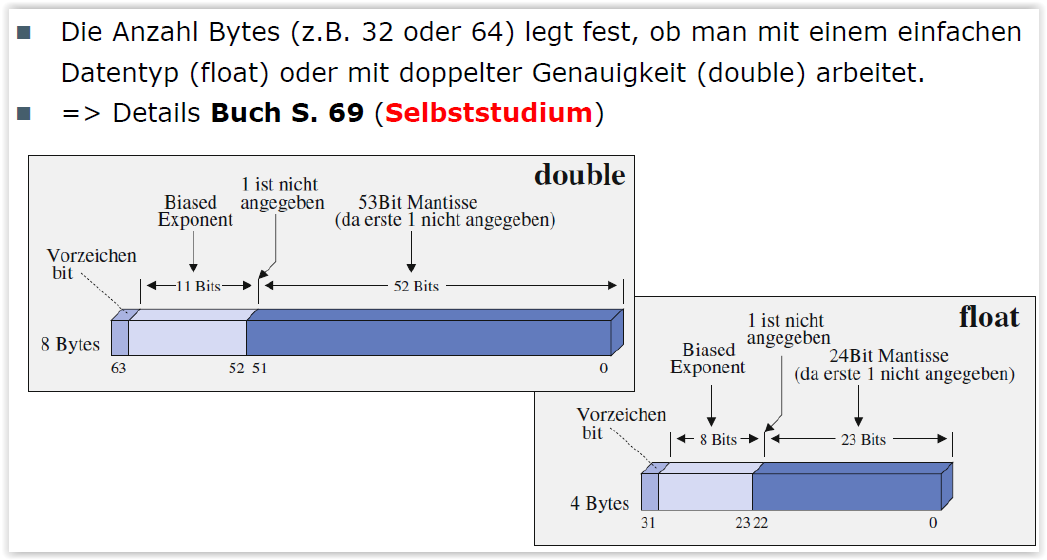 Die Anzahl Bytes (z.B. 32 oder 64) legt fest, ob man mit einem einfachen
Datentyp (float) oder mit doppelter Genauigkeit (double) arbeitet.
=> Details Buch S. 69 (Selbststudium)
double
1 ist nicht
angegeben
Biased
Exponent
53Bit Mantisse
(da erste 1 nicht angegeben)
Vorzeichen
bit
11 Bits
52 Bits
8 Bytes
63
52 51
0
float
1 ist nicht
angegeben
Biased
Exponent
24Bit Mantisse
(da erste 1 nicht angegeben)
Vorzeichen
bit
8 Bits
23 Bits
4 Bytes
31
23 22
0